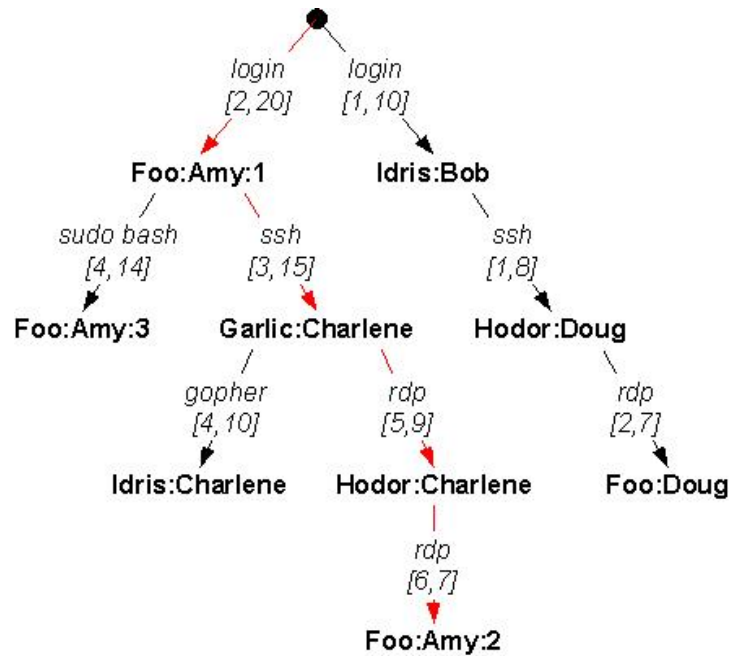 login
[2,20]
login
[1,10]
Foo:Amy:1
Idris:Bob
sudo bash
[4,14]
ssh
[3,15]
ssh
[1,8]
Foo:Amy:3
Garlic:Charlene
Hodor:Doug
gopher
[4,10]
rdp
[5,9]
rdp
[2,7]
Idris:Charlene
Hodor:Charlene
Foo:Doug
rdp
[6,7]
Foo:Amy:2